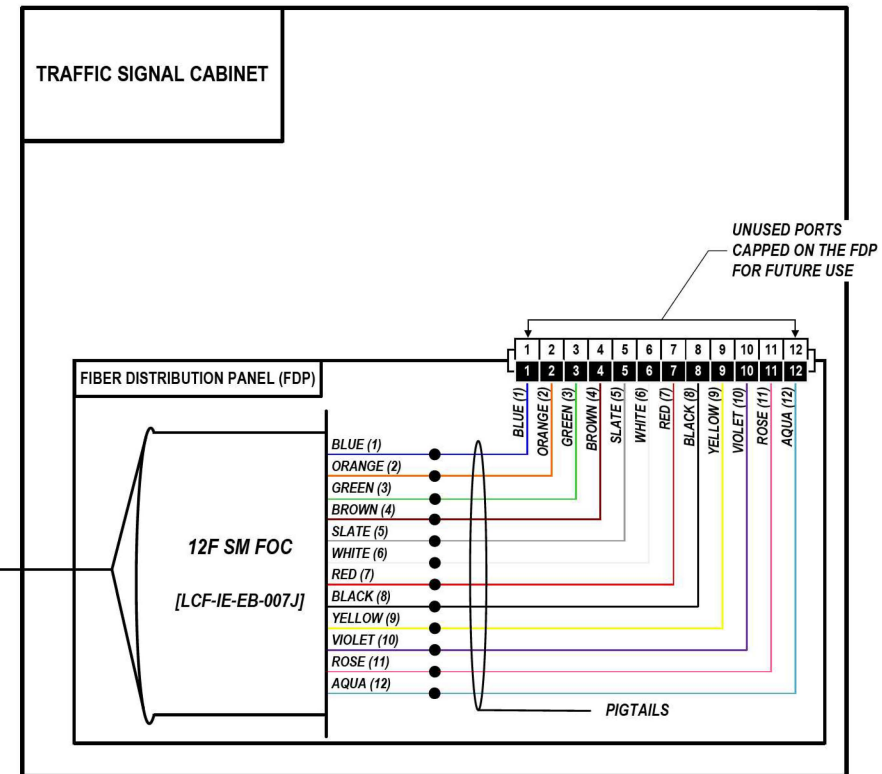 TRAFFIC SIGNAL CABINET
UNUSED PORTS
CAPPED ON THE FDP
FOR FUTURE USE
1 2 3 4 5 6 7 8 9 10 11 12
1 2 3 4 5 6 7 8 9 10 11 12
FIBER DISTRIBUTION PANEL (FDP)
BLUE (1)
ORANGE (2)
GREEN (3)
BROWN (4)
SLATE (5)
WHITE (6)
RED (7)
BLACK (8)
YELLOW (9)
VIOLET (10)
ROSE (11)
AQUA (12)
12F SM FOC
[LCF-IE-EB-007J]
BLUE (1)
ORANGE (2)
GREEN (3)
BROWN (4)
SLATE (5)
WHITE (6)
RED (7)
BLACK (8)
YELLOW (9)
VIOLET (10)
ROSE (11)
AQUA (12)
PIGTAILS